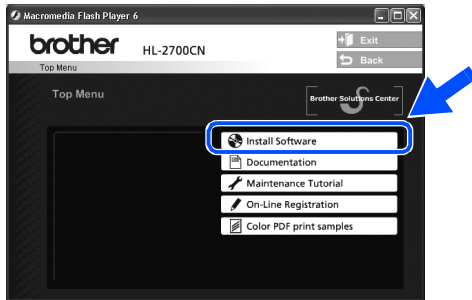 Macromedia Flash Player 6
brother HL-2700CN
Exit
Back
Top Menu
Top Menu
Brother Solutions Center
Install Software
Documentation
Maintenance Tutorial
On-Line Registration
Color PDF print samples